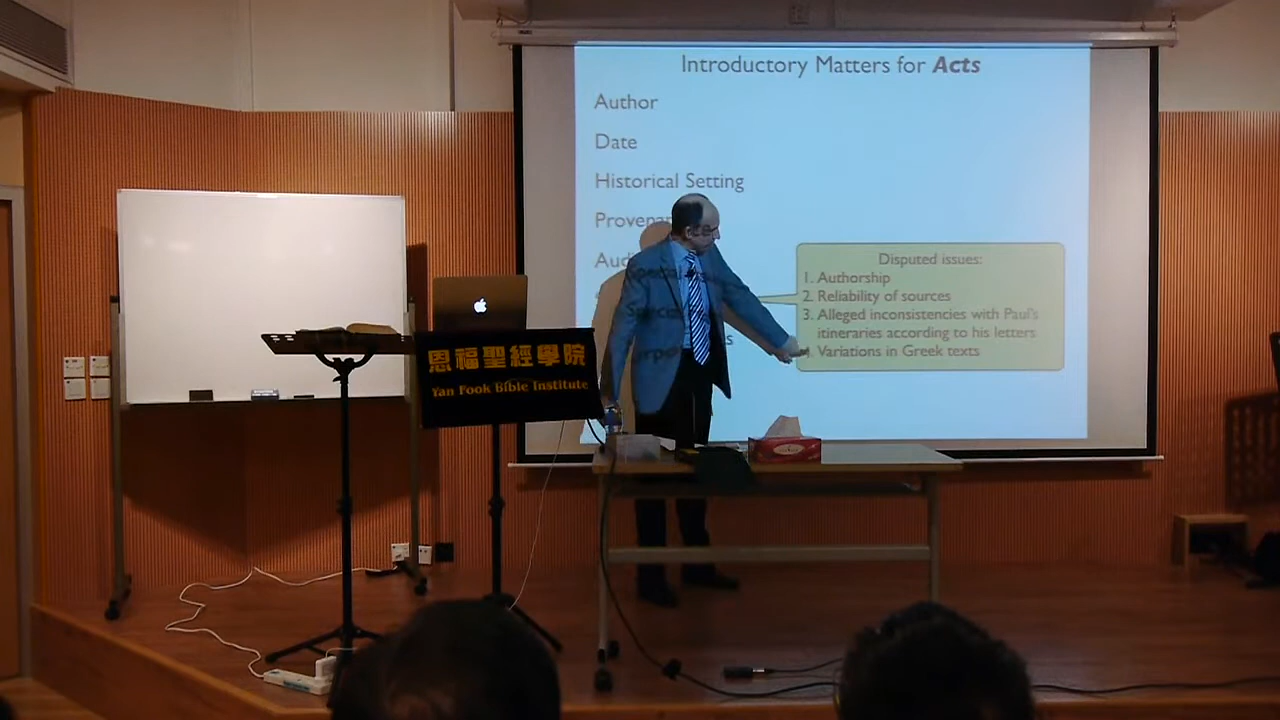 Introductory Matters for Acts
Author
Date
Historical Setting
Disputed issues:
1. Authorship
2. Reliability of sources
3. Alleged inconsistencies with Paul's
itineraries according to his letters
4. Variations in Greek texts
恩福聖經學院
Yan Fook Bible Institute